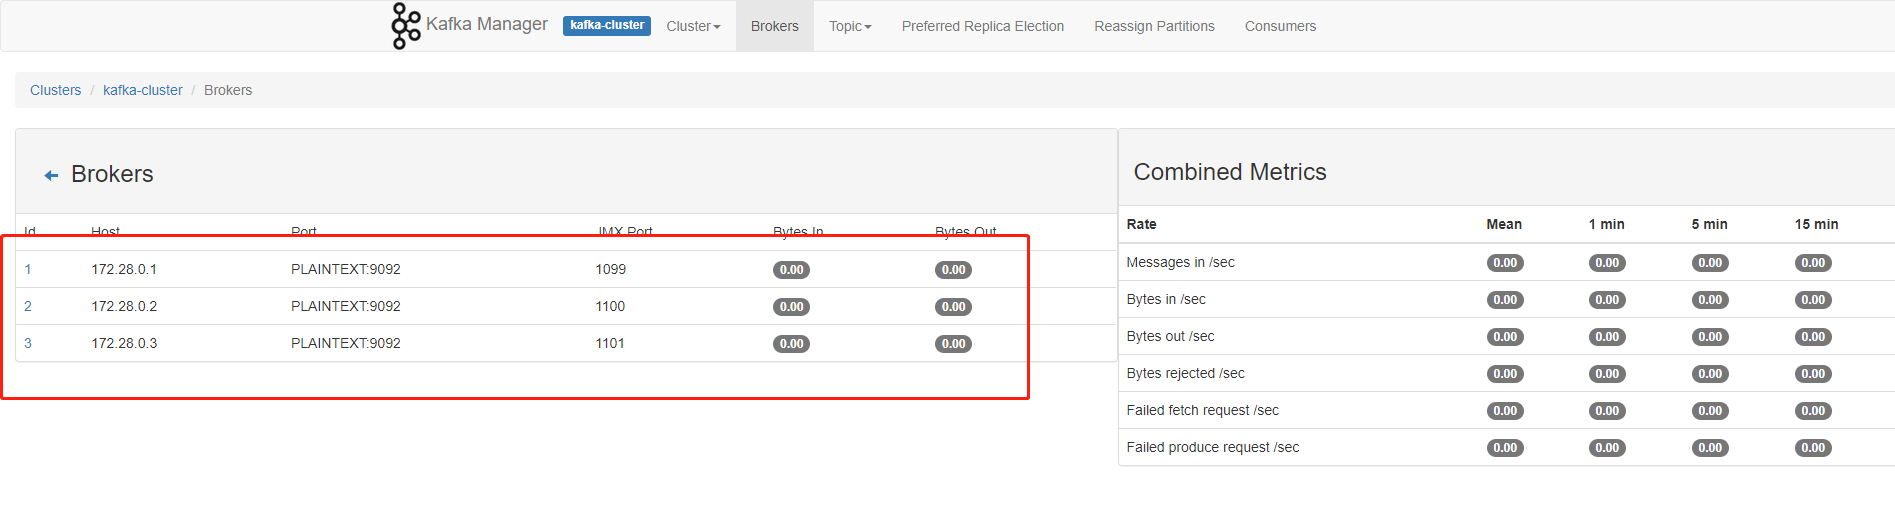 Kafka Manager kafka-cluster Cluster Brokers Topic Preferred Replica Election Reassign Partitions Consumers
Clusters / kafka-cluster / Brokers
Brokers
Id Host Port JMX Port Bytes In Bytes Out
1 172.28.0.1 PLAINTEXT:9092 1099 0.00 0.00
2 172.28.0.2 PLAINTEXT:9092 1100 0.00 0.00
3 172.28.0.3 PLAINTEXT:9092 1101 0.00 0.00
Combined Metrics
Rate Mean 1 min 5 min 15 min
Messages in /sec 0.00 0.00 0.00 0.00
Bytes in /sec 0.00 0.00 0.00 0.00
Bytes out /sec 0.00 0.00 0.00 0.00
Bytes rejected /sec 0.00 0.00 0.00 0.00
Failed fetch request /sec 0.00 0.00 0.00 0.00
Failed produce request /sec 0.00 0.00 0.00 0.00